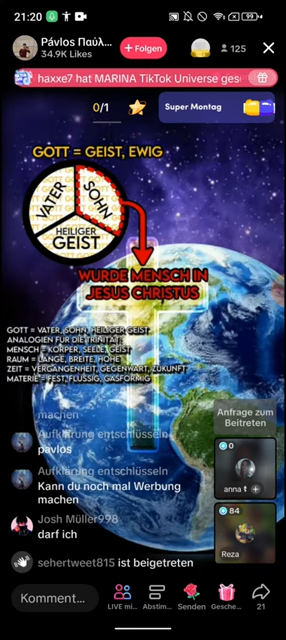 21:20
99
Pávlos Παύλ...
34.9K Likes
+ Folgen
125
haxxe7 hat MARINA TikTok Universe ges
0/1
Super Montag
GOTT = GEIST, EWIG
VATER
SOHN
HEILIGER
GEIST
WURDE MENSCH IN
JESUS CHRISTUS
GOTT = VATER, SOHN, HEILIGER GEIST
ANALOGIEN FÜR DIE TRINITÄT:
MENSCH = KÖRPER, SEELE, GEIST
RAUM = LÄNGE, BREITE, HÖHE
ZEIT = VERGANGENHEIT, GEGENWART, ZUKUNFT
MATERIE = FEST, FLÜSSIG, GASFÖRMIG
machen
Aufklärung entschlüsseln
pavlos
Aufklärung entschlüsseln
Kann du noch mal Werbung
machen
Josh Müller998
darf ich
sehertweet815 ist beigetreten
Anfrage zum
Beitreten
0
anna t +
84
Reza
Komment...
LIVE mi...
Abstim...
Senden
Gesche...
21